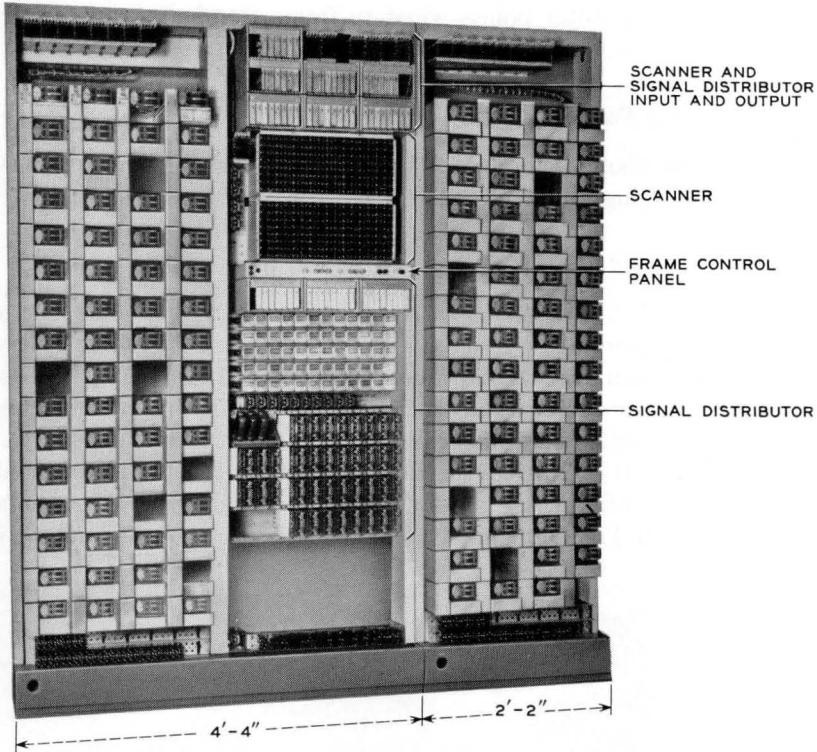 SCANNER AND
SIGNAL DISTRIBUTOR
INPUT AND OUTPUT
SCANNER
FRAME CONTROL
PANEL
SIGNAL DISTRIBUTOR
4'-4"
2'-2"